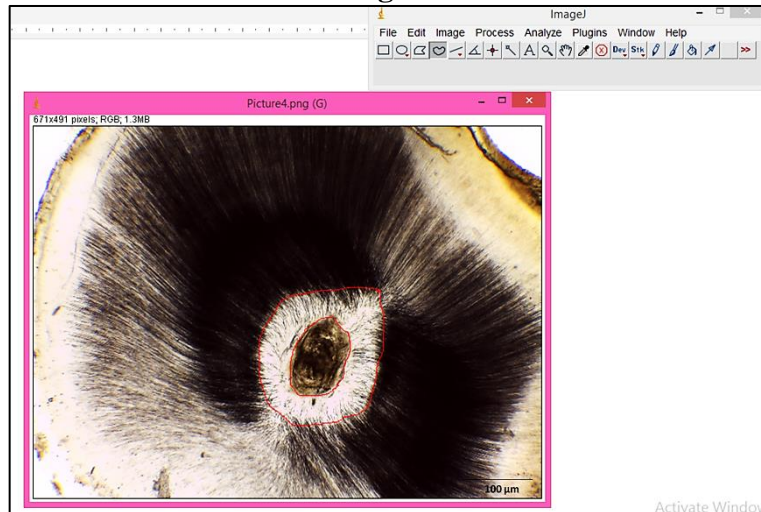 ImageJ
File Edit Image Process Analyze Plugins Window Help
Dev Stk >>
Picture4.png (G)
671x491 pixels; RGB; 1.3MB
100 µm
Activate Window